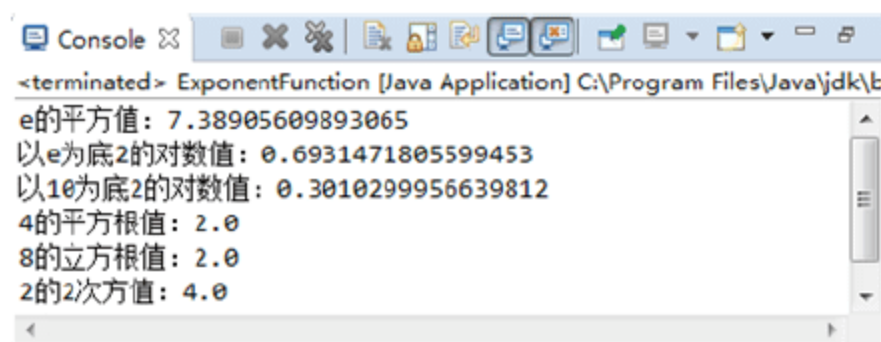 Console
<terminated> ExponentFunction [Java Application] C:\Program Files\Java\jdk\b
e的平方值：7.38905609893065
以e为底2的对数值：0.6931471805599453
以10为底2的对数值：0.3010299956639812
4的平方根值：2.0
8的立方根值：2.0
2的2次方值：4.0